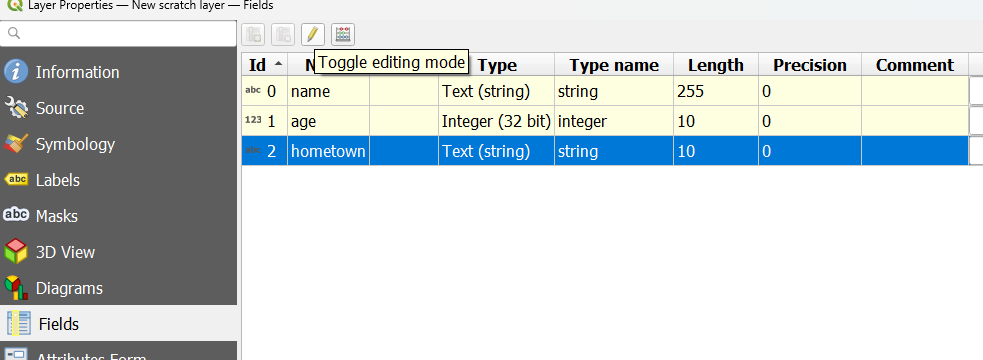 Layer Properties — New scratch layer — Fields
Toggle editing mode
Id Type Type name Length Precision Comment
abc 0 name Text (string) string 255 0
123 1 age Integer (32 bit) integer 10 0
abc 2 hometown Text (string) string 10 0
Information
Source
Symbology
Labels
abc Masks
3D View
Diagrams
Fields
Attributes Form